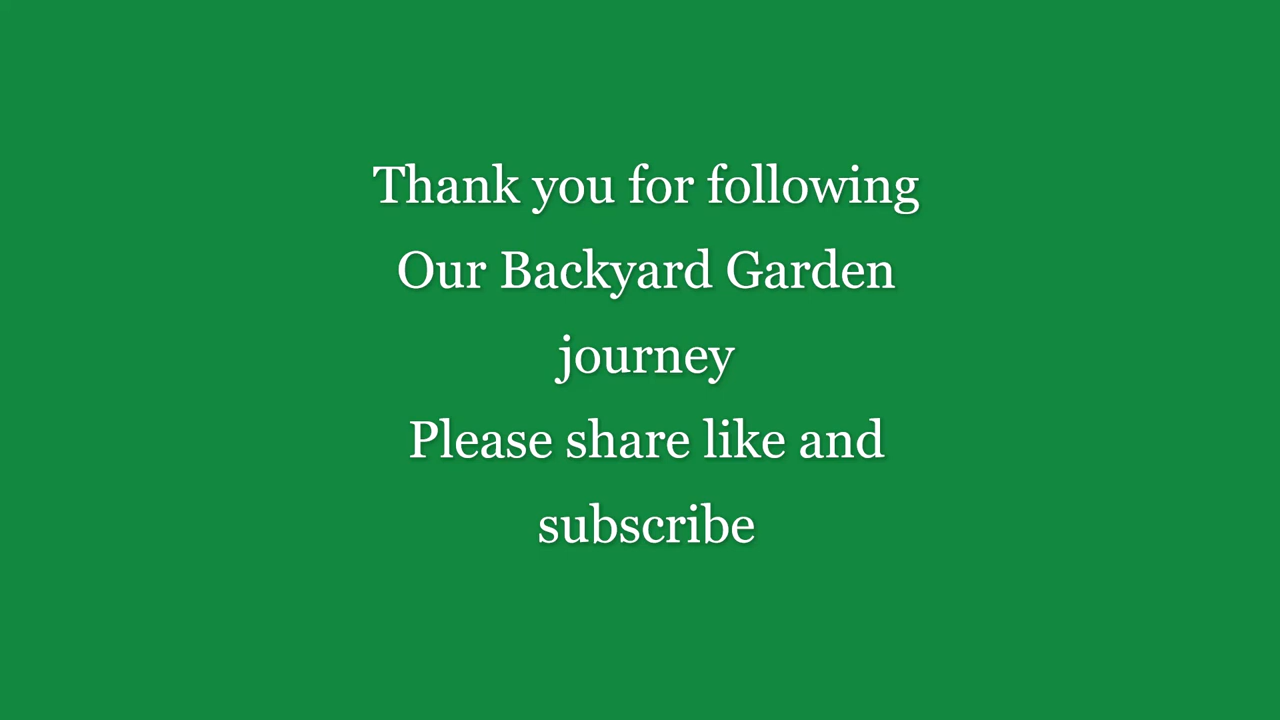 Thank you for following
Our Backyard Garden
journey
Please share like and
subscribe